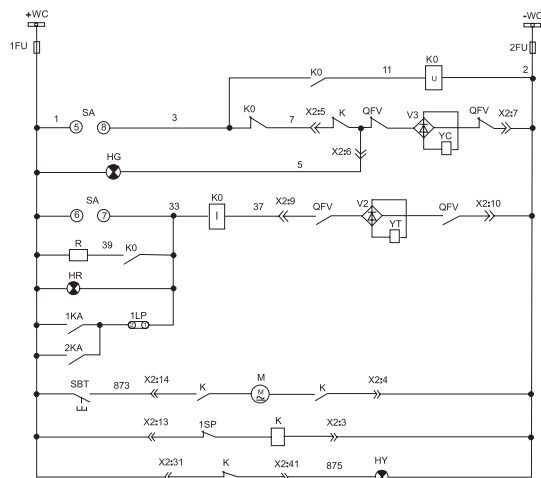 +WC -WC
1FU 2FU
K0
K0 11 U 2
1 SA 3 K0 7 X2:5 K QFV V3 QFV X2:7
5 8 YC
X2:6
HG 5
SA 33 K0 37 X2:9 QFV V2 QFV X2:10
6 7 I YT
R 39 K0
HR
1KA 1LP
2KA
SBT 873 X2:14 K M K X2:4
M
X2:13 1SP K X2:3
X2:31 K X2:41 875 HY